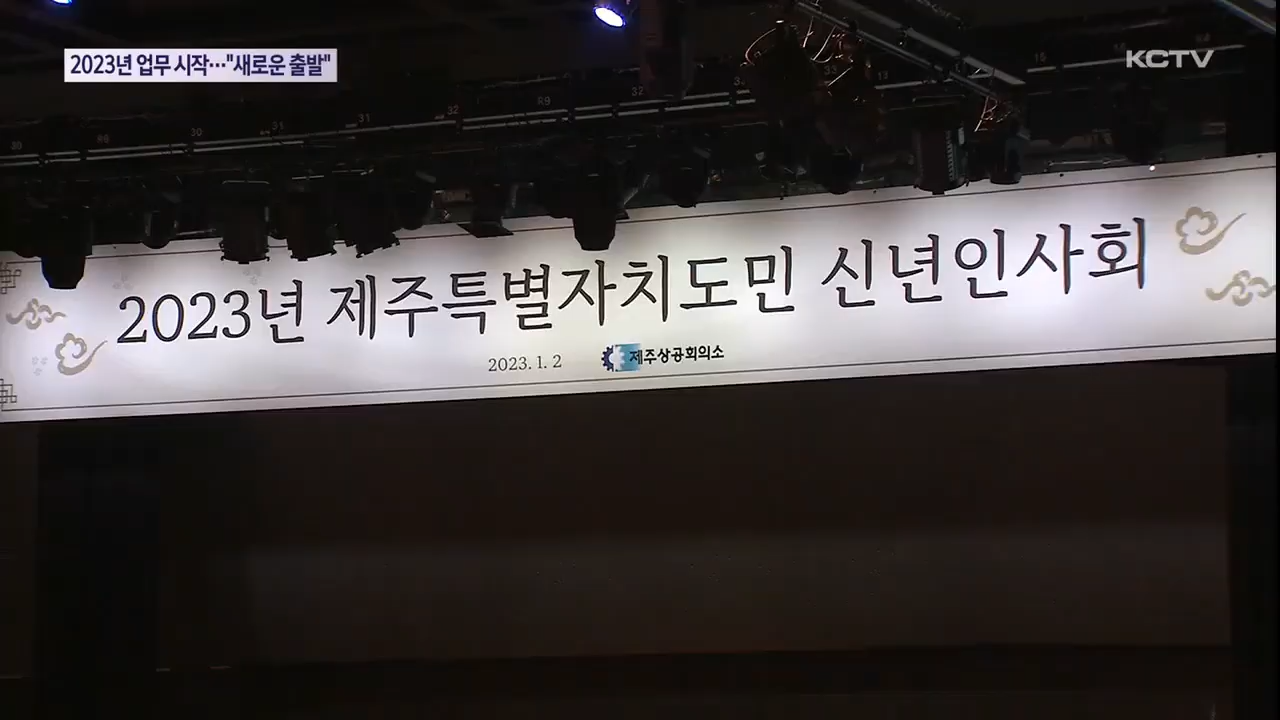 2023년 업무 시작…"새로운 출발"
KCTV
2023년 제주특별자치도민 신년인사회
2023. 1. 2
제주상공회의소